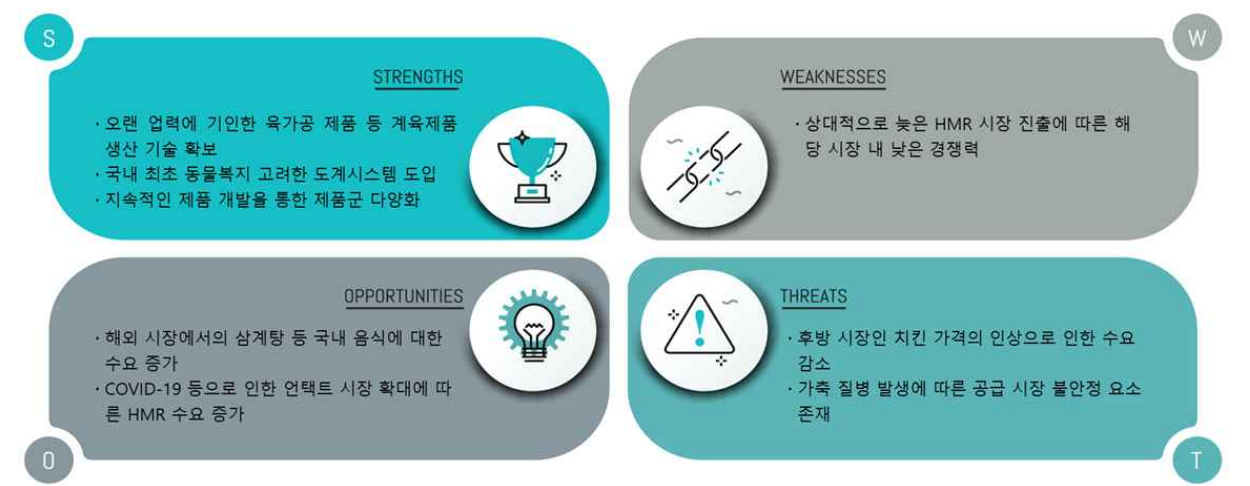 S
STRENGTHS
· 오랜 업력에 기인한 육가공 제품 등 계육제품
생산 기술 확보
· 국내 최초 동물복지 고려한 도계시스템 도입
· 지속적인 제품 개발을 통한 제품군 다양화
W
WEAKNESSES
· 상대적으로 늦은 HMR 시장 진출에 따른 해
당 시장 내 낮은 경쟁력
OPPORTUNITIES
· 해외 시장에서의 삼계탕 등 국내 음식에 대한
수요 증가
· COVID-19 등으로 인한 언택트 시장 확대에 따
른 HMR 수요 증가
O
THREATS
· 후방 시장인 치킨 가격의 인상으로 인한 수요
감소
· 가축 질병 발생에 따른 공급 시장 불안정 요소
존재
T